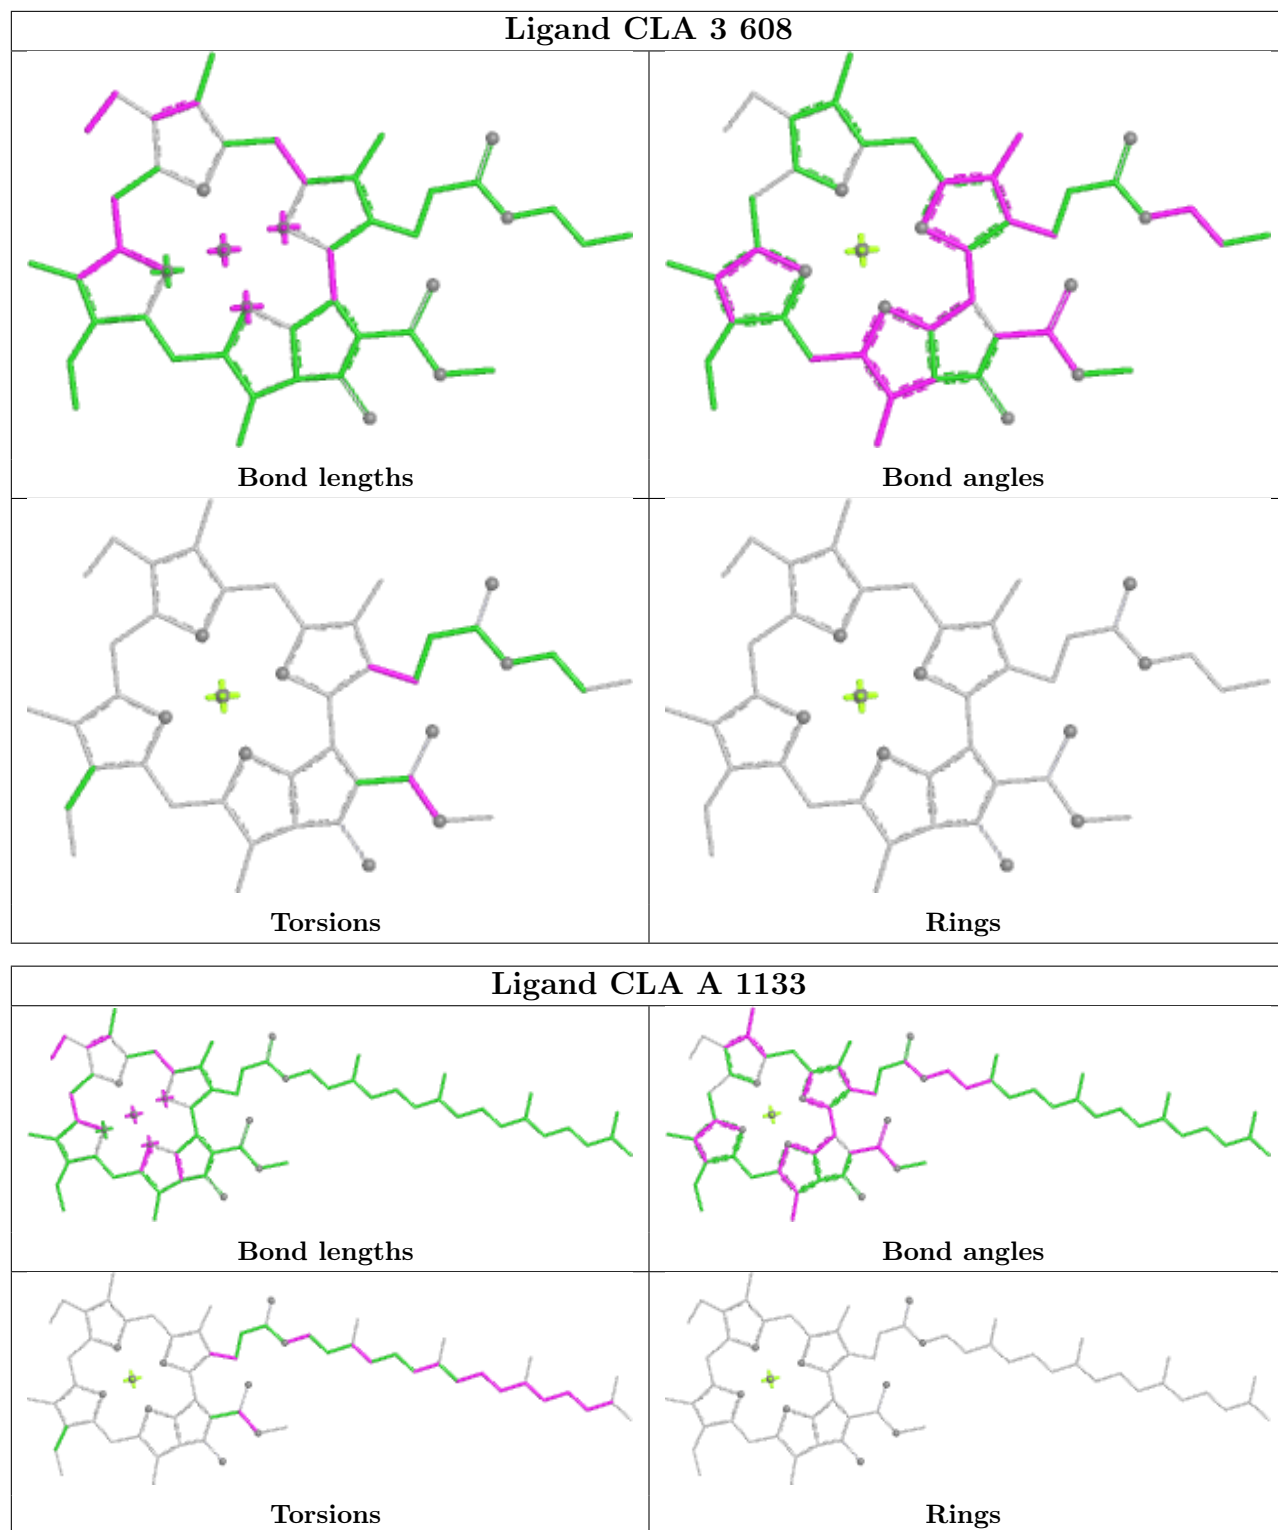 Ligand CLA 3 608
Bond lengths
Bond angles
Torsions
Rings
Ligand CLA A 1133
Bond lengths
Bond angles
Torsions
Rings